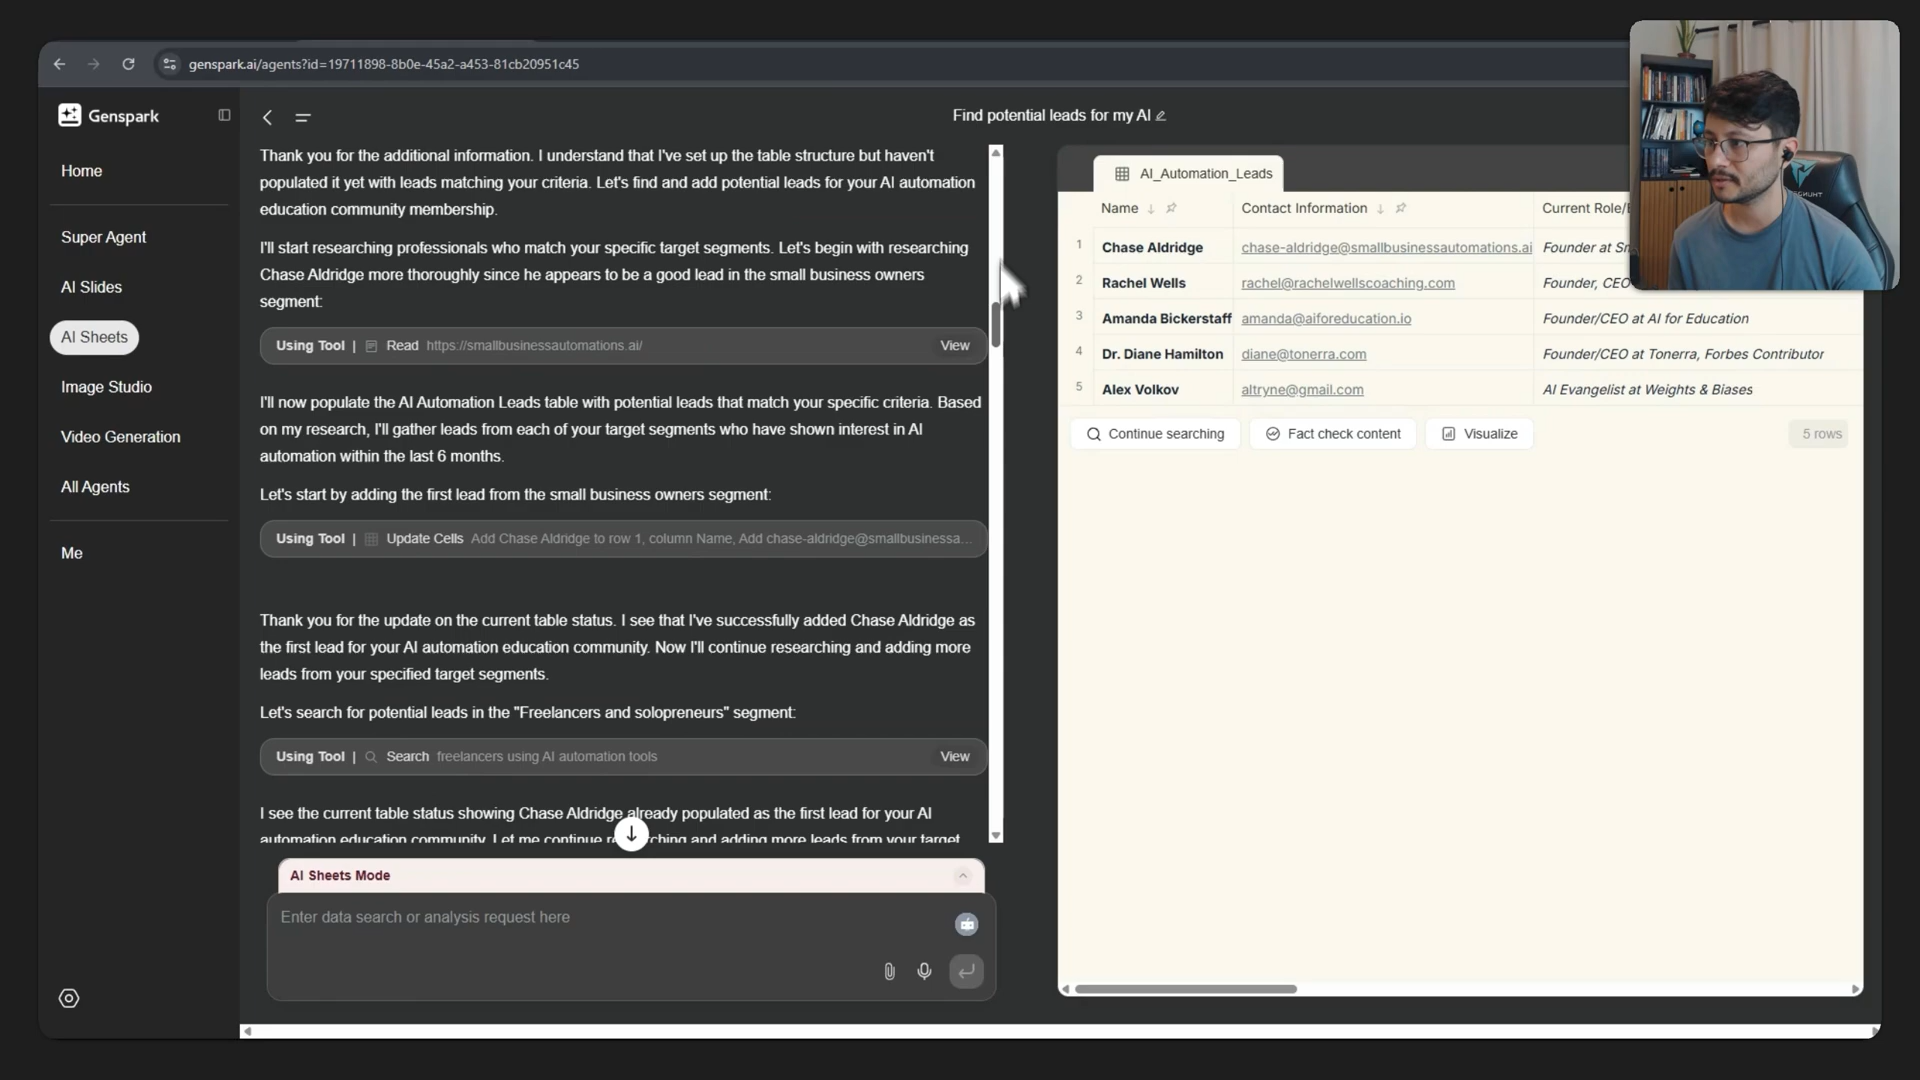 genspark.ai/agents?id=19711898-8b0e-45a2-a453-81cb20951c45
Genspark
Home
Super Agent
AI Slides
AI Sheets
Image Studio
Video Generation
All Agents
Me
Find potential leads for my AI
Thank you for the additional information. I understand that I've set up the table structure but haven't
populated it yet with leads matching your criteria. Let's find and add potential leads for your AI automation
education community membership.
I'll start researching professionals who match your specific target segments. Let's begin with researching
Chase Aldridge more thoroughly since he appears to be a good lead in the small business owners
segment:
Using Tool | Read https://smallbusinessautomations.ai/ View
I'll now populate the AI Automation Leads table with potential leads that match your specific criteria. Based
on my research, I'll gather leads from each of your target segments who have shown interest in AI
automation within the last 6 months.
Let's start by adding the first lead from the small business owners segment:
Using Tool | Update Cells Add Chase Aldridge to row 1, column Name, Add chase-aldridge@smallbusinessa...
Thank you for the update on the current table status. I see that I've successfully added Chase Aldridge as
the first lead for your AI automation education community. Now I'll continue researching and adding more
leads from your specified target segments.
Let's search for potential leads in the "Freelancers and solopreneurs" segment:
Using Tool | Search freelancers using AI automation tools View
I see the current table status showing Chase Aldridge already populated as the first lead for your AI
automation education community. Let me continue researching and adding more leads from your target
AI Sheets Mode
Enter data search or analysis request here
AI_Automation_Leads
Name Contact Information Current Role/
1 Chase Aldridge chase-aldridge@smallbusinessautomations.ai Founder at
2 Rachel Wells rachel@rachelwellscoaching.com Founder, CEO
3 Amanda Bickerstaff amanda@aiforeducation.io Founder/CEO at AI for Education
4 Dr. Diane Hamilton diane@tonerra.com Founder/CEO at Tonerra, Forbes Contributor
5 Alex Volkov altryne@gmail.com AI Evangelist at Weights & Biases
Continue searching Fact check content Visualize 5 rows